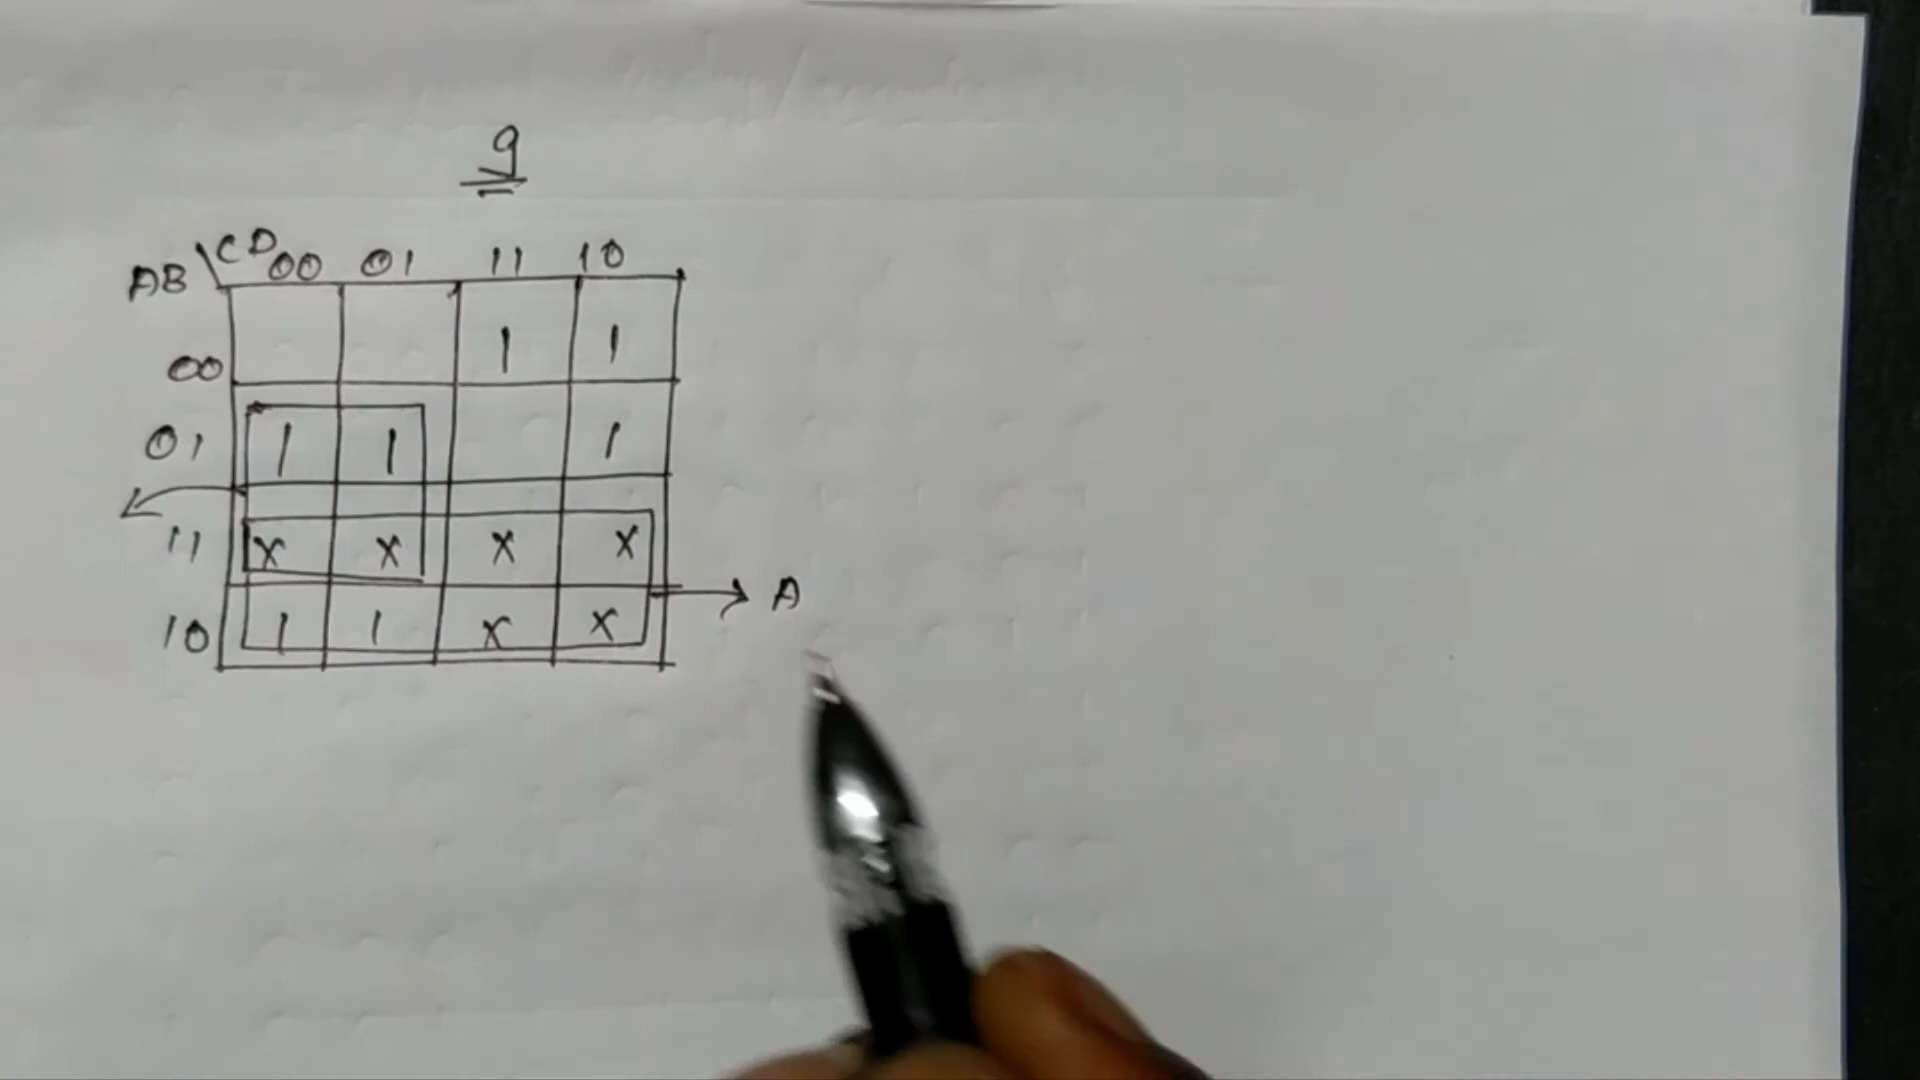 g
AB \ CD 00 01 11 10
00 1 1
01 1 1 1
11 X X X X
10 1 1 X X → A